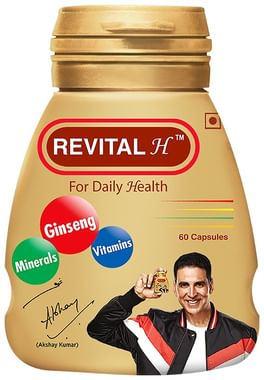 REVITAL H™
For Daily Health
Ginseng
Minerals
Vitamins
60 Capsules
Akshay
(Akshay Kumar)